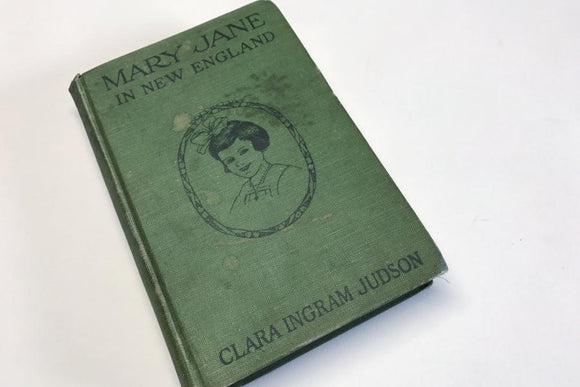 MARY JANE
IN NEW ENGLAND
CLARA INGRAM JUDSON